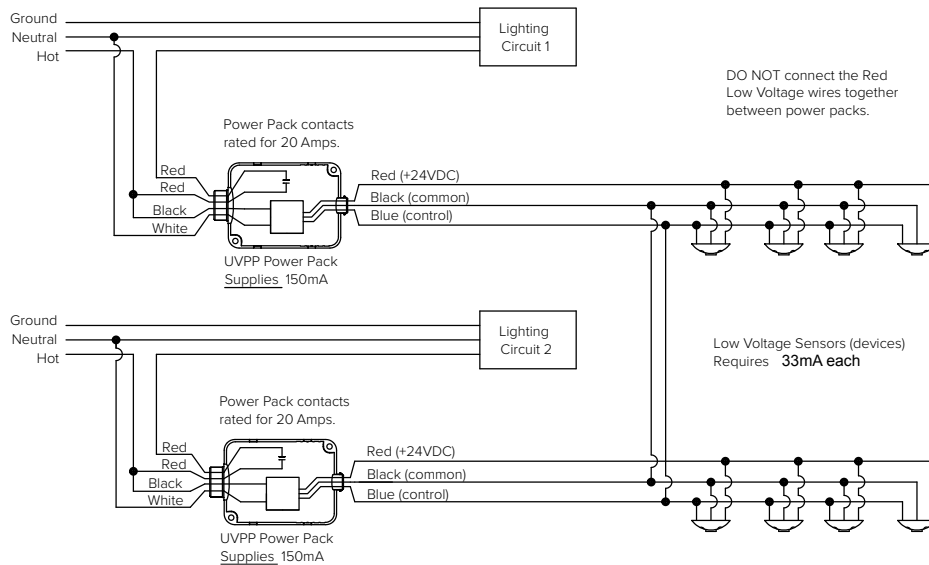 Ground
Neutral
Hot
Lighting
Circuit 1
DO NOT connect the Red
Low Voltage wires together
between power packs.
Power Pack contacts
rated for 20 Amps.
Red
Red
Black
White
Red (+24VDC)
Black (common)
Blue (control)
UVPP Power Pack
Supplies 150mA
Ground
Neutral
Hot
Lighting
Circuit 2
Low Voltage Sensors (devices)
Requires 33mA each
Power Pack contacts
rated for 20 Amps.
Red
Red
Black
White
Red (+24VDC)
Black (common)
Blue (control)
UVPP Power Pack
Supplies 150mA